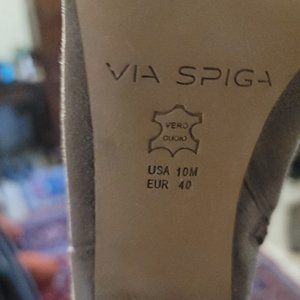 VIA SPIGA
VERO
CUOIO
USA 10M
EUR 40